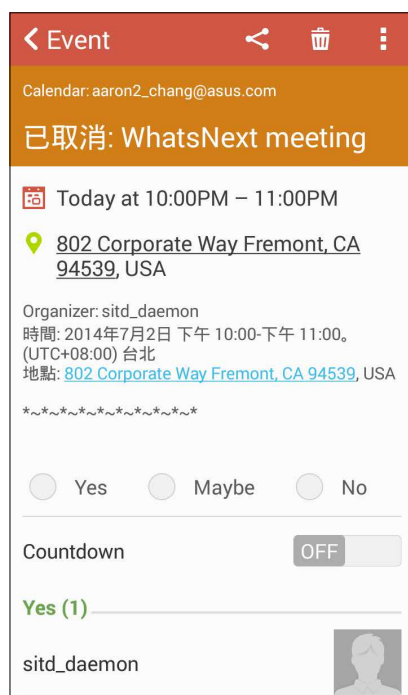 Event
Calendar: aaron2_chang@asus.com
已取消: WhatsNext meeting
Today at 10:00PM – 11:00PM
802 Corporate Way Fremont, CA
94539, USA
Organizer: sitd_daemon
時間: 2014年7月2日 下午 10:00-下午 11:00。
(UTC+08:00) 台北
地點: 802 Corporate Way Fremont, CA 94539, USA
*~*~*~*~*~*~*~*~*~*
Yes Maybe No
Countdown OFF
Yes (1)
sitd_daemon